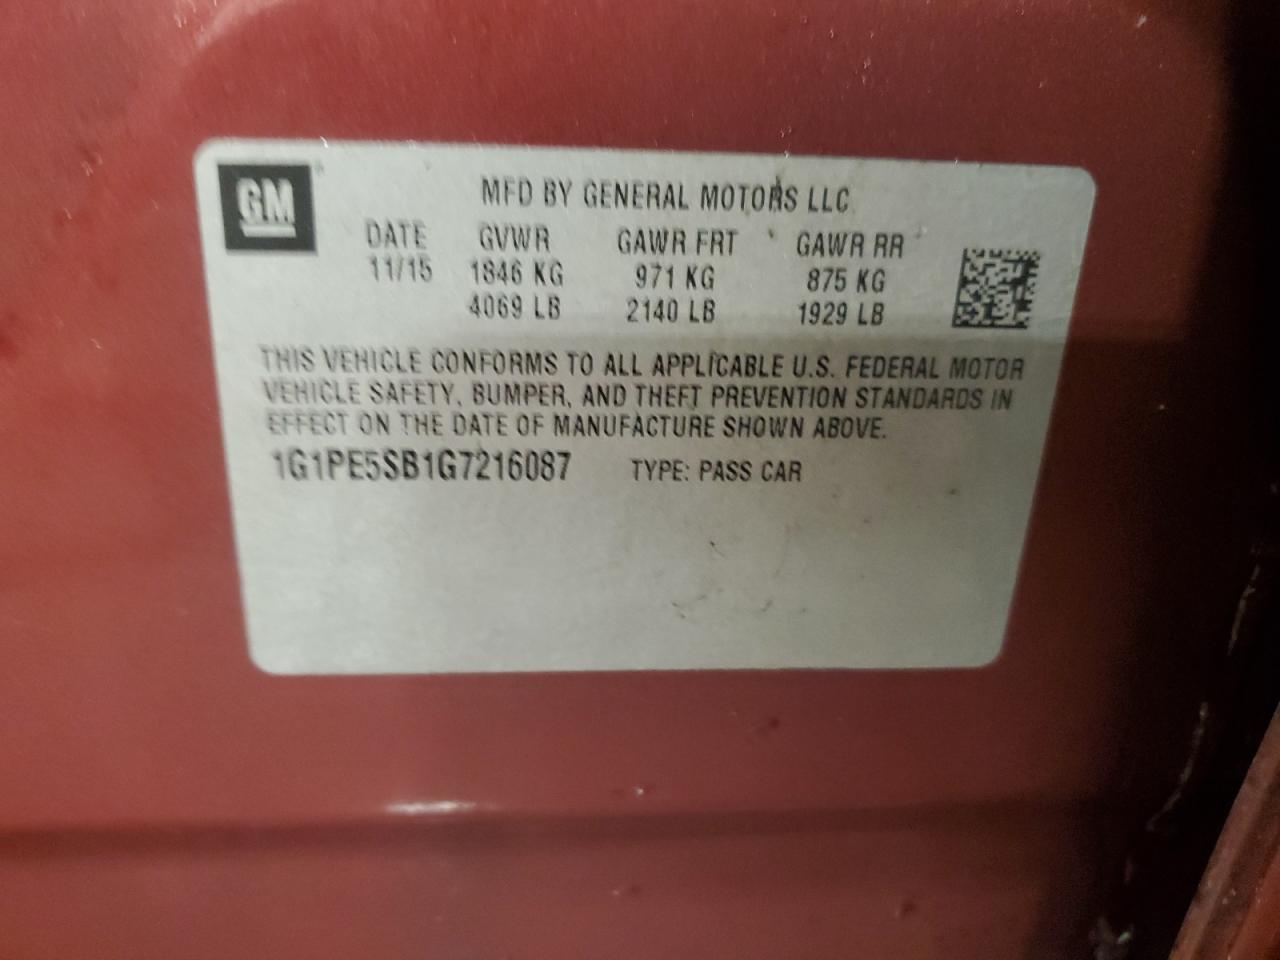 GM
MFD BY GENERAL MOTORS LLC
DATE GVWR GAWR FRT GAWR RR
11/15 1846 KG 971 KG 875 KG
4069 LB 2140 LB 1929 LB
THIS VEHICLE CONFORMS TO ALL APPLICABLE U.S. FEDERAL MOTOR
VEHICLE SAFETY, BUMPER, AND THEFT PREVENTION STANDARDS IN
EFFECT ON THE DATE OF MANUFACTURE SHOWN ABOVE.
1G1PE5SB1G7216087 TYPE: PASS CAR